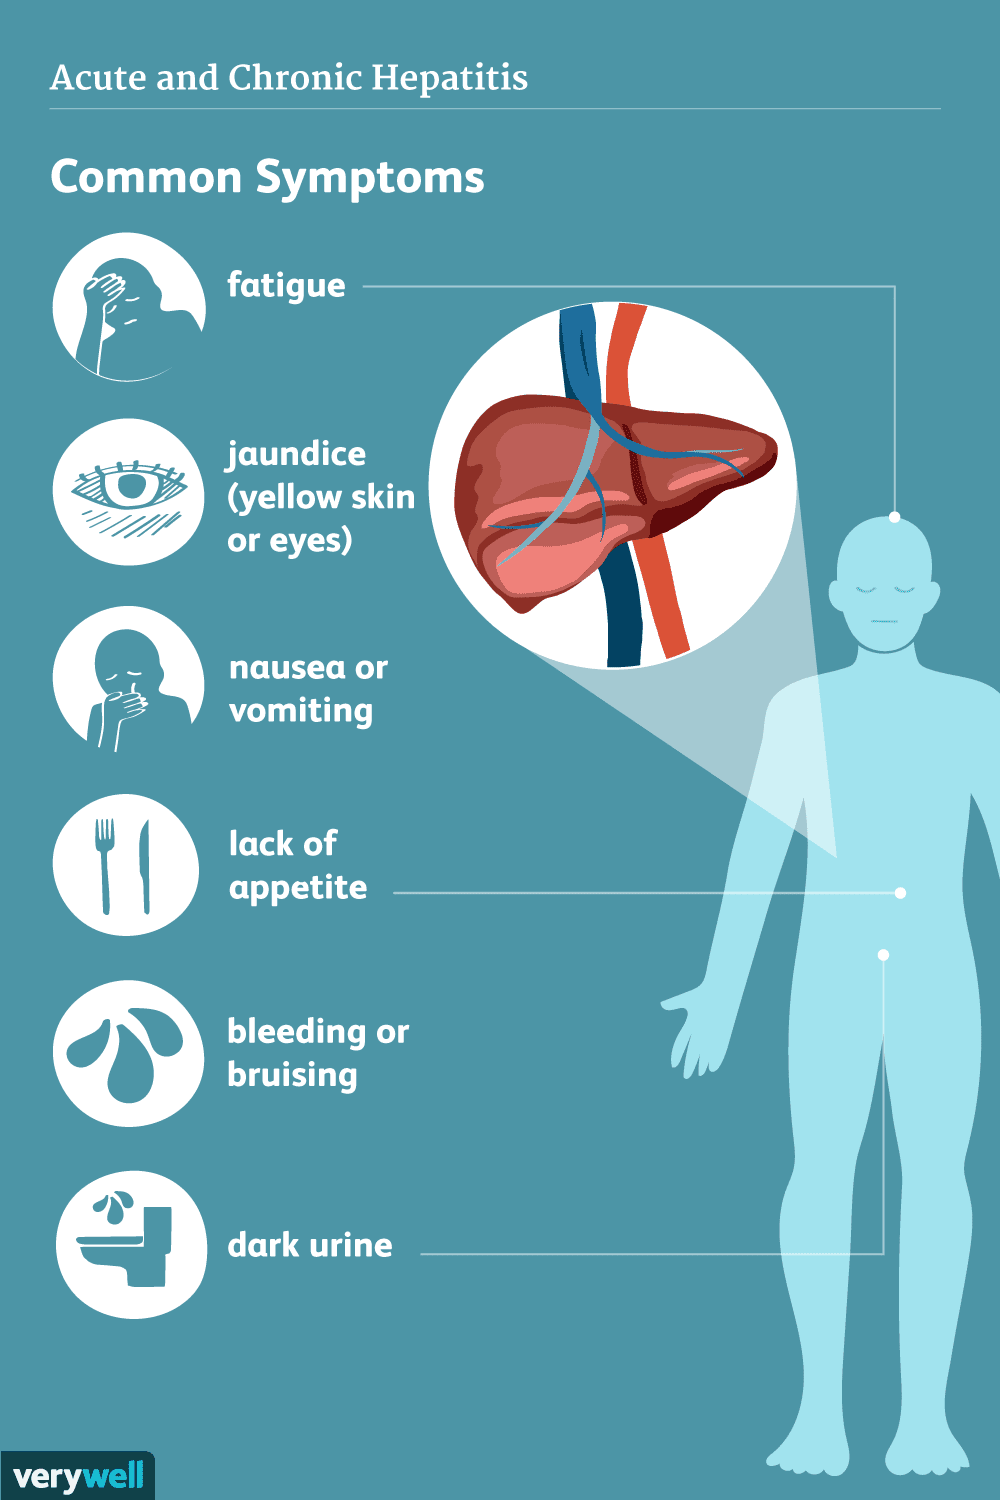 Acute and Chronic Hepatitis
Common Symptoms
fatigue
jaundice
(yellow skin
or eyes)
nausea or
vomiting
lack of
appetite
bleeding or
bruising
dark urine
verywell